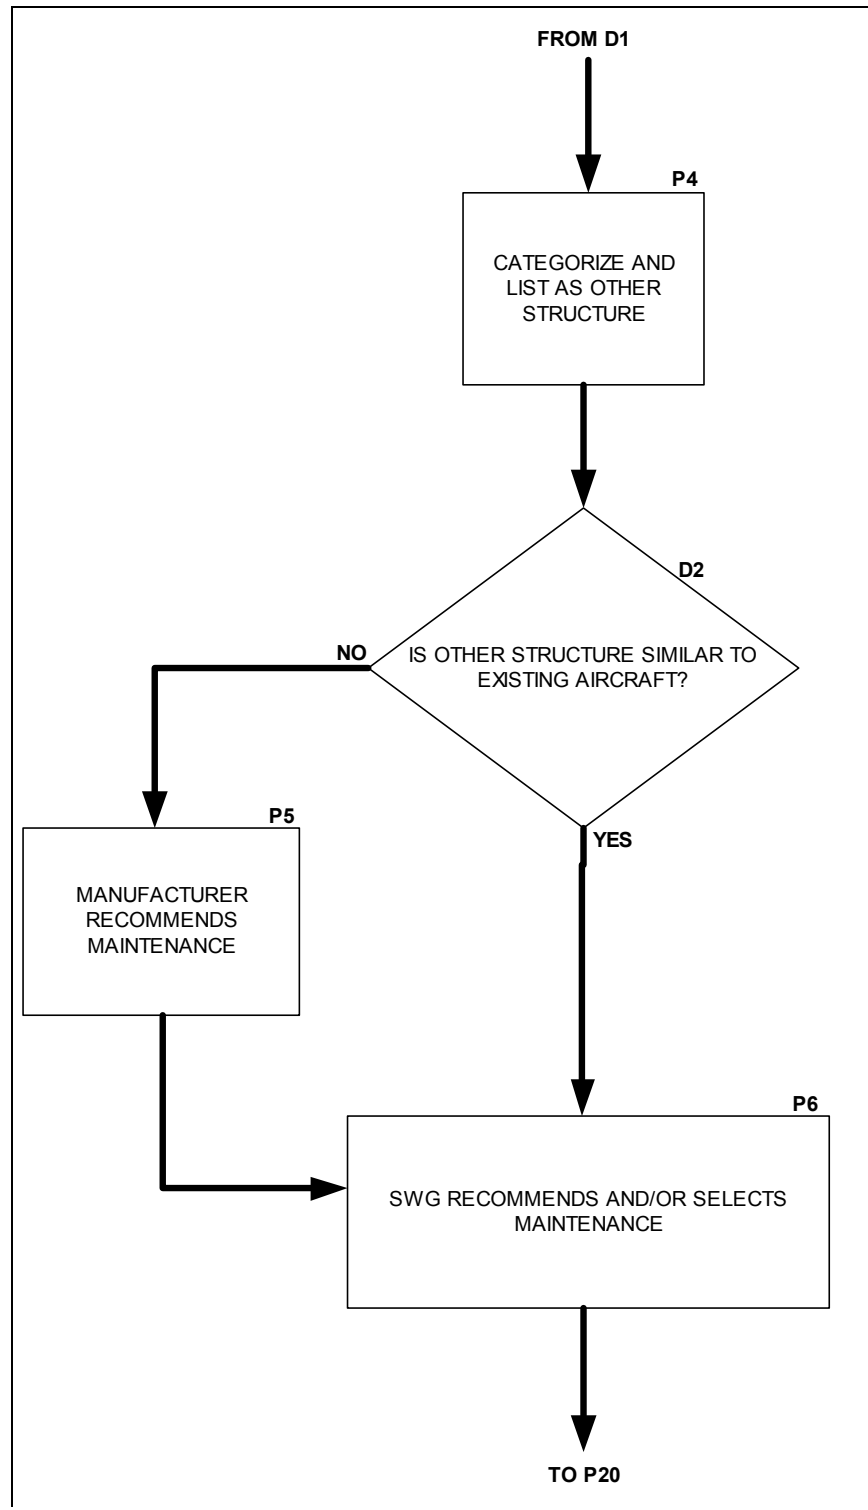 FROM D1
P4
CATEGORIZE AND
LIST AS OTHER
STRUCTURE
D2
IS OTHER STRUCTURE SIMILAR TO
EXISTING AIRCRAFT?
NO
YES
P5
MANUFACTURER
RECOMMENDS
MAINTENANCE
P6
SWG RECOMMENDS AND/OR SELECTS
MAINTENANCE
TO P20